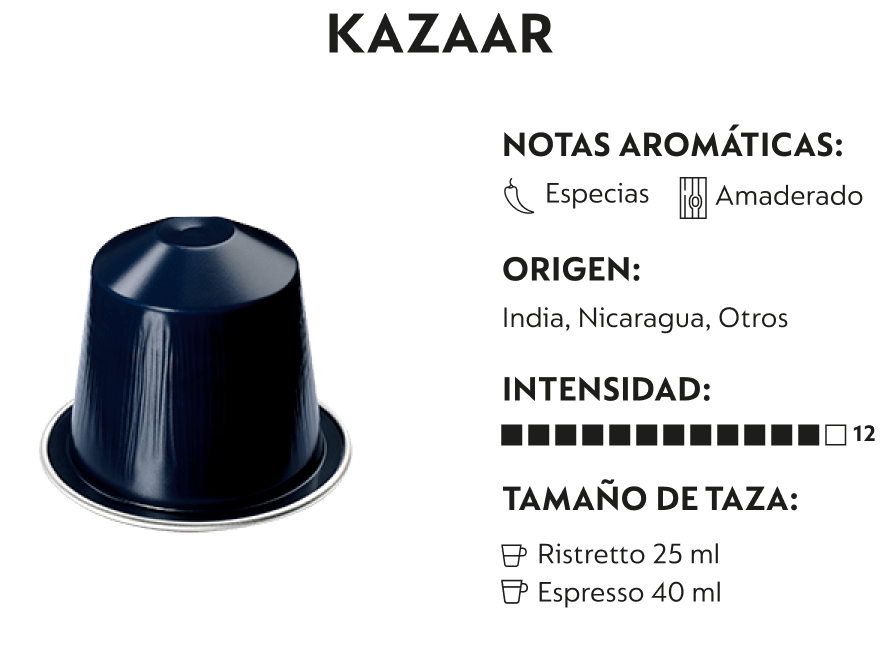 KAZAAR
NOTAS AROMÁTICAS:
Especias Amaderado
ORIGEN:
India, Nicaragua, Otros
INTENSIDAD:
12
TAMAÑO DE TAZA:
Ristretto 25 ml
Espresso 40 ml